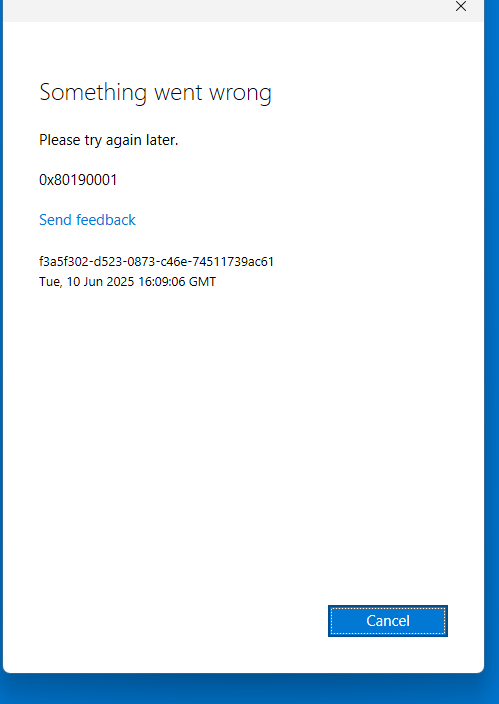 Something went wrong
Please try again later.
0x80190001
Send feedback
f3a5f302-d523-0873-c46e-74511739ac61
Tue, 10 Jun 2025 16:09:06 GMT
Cancel